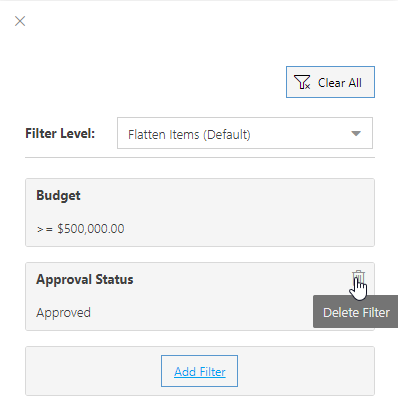 Clear All
Filter Level:
Flatten Items (Default)
Budget
>= $500,000.00
Approval Status
Approved
Delete Filter
Add Filter